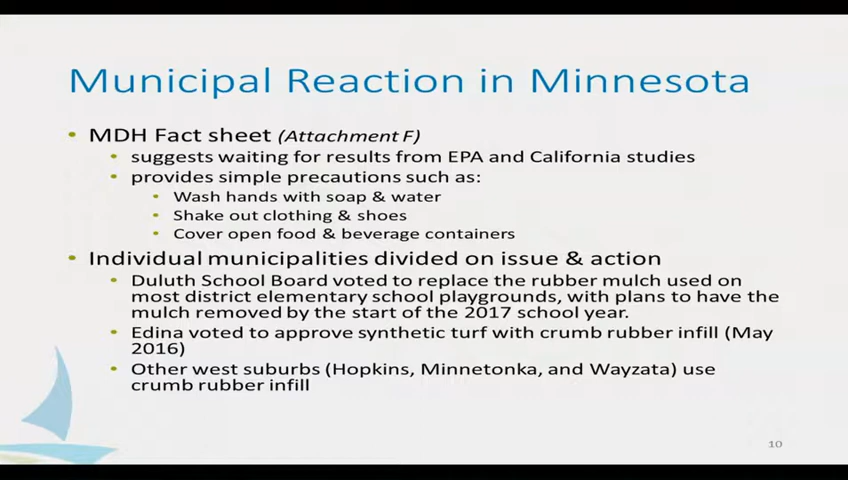 Municipal Reaction in Minnesota
• MDH Fact sheet (Attachment F)
• suggests waiting for results from EPA and California studies
• provides simple precautions such as:
• Wash hands with soap & water
• Shake out clothing & shoes
• Cover open food & beverage containers
• Individual municipalities divided on issue & action
• Duluth School Board voted to replace the rubber mulch used on
most district elementary school playgrounds, with plans to have the
mulch removed by the start of the 2017 school year.
• Edina voted to approve synthetic turf with crumb rubber infill (May
2016)
• Other west suburbs (Hopkins, Minnetonka, and Wayzata) use
crumb rubber infill
10